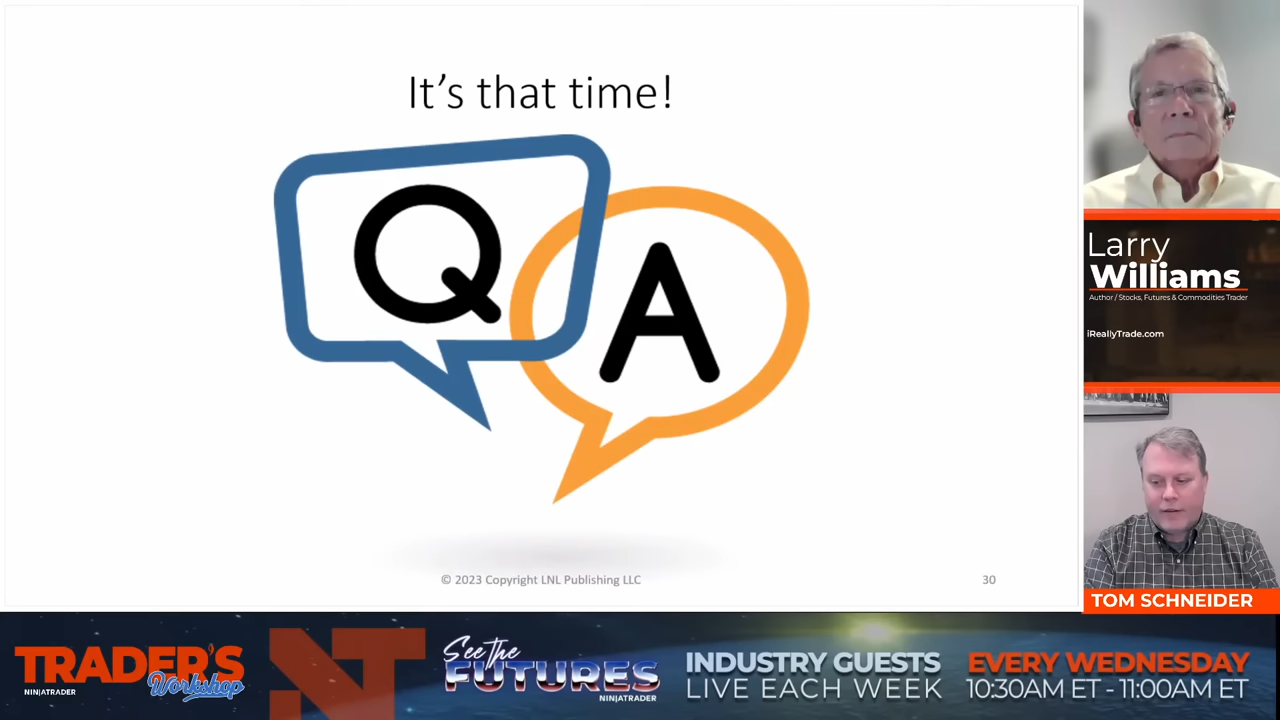 It's that time!
Q
A
© 2023 Copyright LNL Publishing LLC
30
Larry
Williams
Author / Stocks, Futures & Commodities Trader
iReallyTrade.com
TOM SCHNEIDER
TRADER'S
Workshop
NINJATRADER
NT
See the
FUTURES
NINJATRADER
INDUSTRY GUESTS
LIVE EACH WEEK
EVERY WEDNESDAY
10:30AM ET - 11:00AM ET